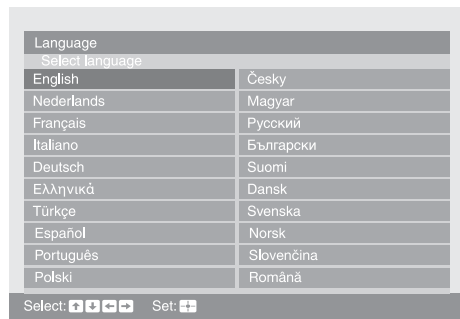 Language
Select language
English
Česky
Nederlands
Magyar
Français
Русский
Italiano
Български
Deutsch
Suomi
Ελληνικά
Dansk
Türkçe
Svenska
Español
Norsk
Português
Slovenčina
Polski
Română
Select: ↑ ↓ ← → Set: